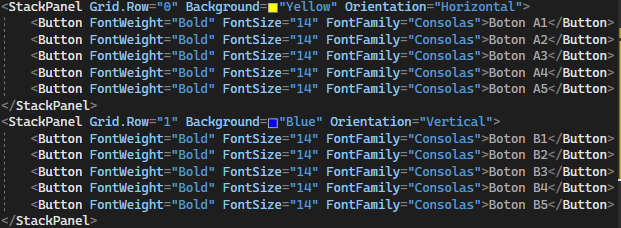 <StackPanel Grid.Row="0" Background="Yellow" Orientation="Horizontal">
    <Button FontWeight="Bold" FontSize="14" FontFamily="Consolas">Boton A1</Button>
    <Button FontWeight="Bold" FontSize="14" FontFamily="Consolas">Boton A2</Button>
    <Button FontWeight="Bold" FontSize="14" FontFamily="Consolas">Boton A3</Button>
    <Button FontWeight="Bold" FontSize="14" FontFamily="Consolas">Boton A4</Button>
    <Button FontWeight="Bold" FontSize="14" FontFamily="Consolas">Boton A5</Button>
</StackPanel>
<StackPanel Grid.Row="1" Background="Blue" Orientation="Vertical">
    <Button FontWeight="Bold" FontSize="14" FontFamily="Consolas">Boton B1</Button>
    <Button FontWeight="Bold" FontSize="14" FontFamily="Consolas">Boton B2</Button>
    <Button FontWeight="Bold" FontSize="14" FontFamily="Consolas">Boton B3</Button>
    <Button FontWeight="Bold" FontSize="14" FontFamily="Consolas">Boton B4</Button>
    <Button FontWeight="Bold" FontSize="14" FontFamily="Consolas">Boton B5</Button>
</StackPanel>